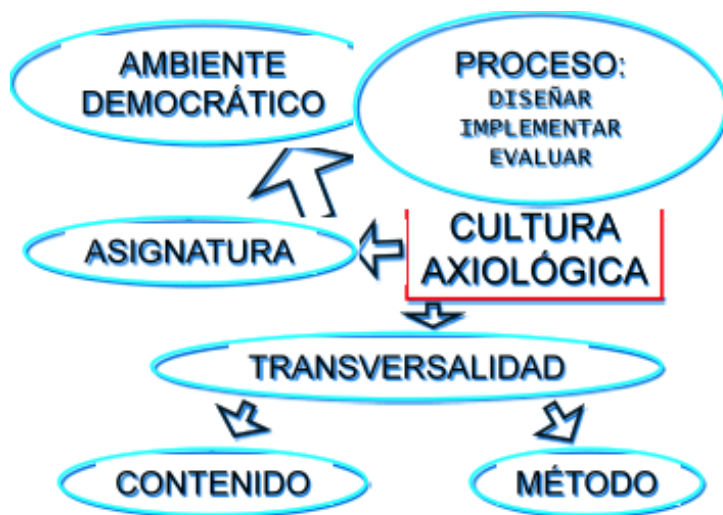 AMBIENTE
DEMOCRÁTICO
PROCESO:
DISEÑAR
IMPLEMENTAR
EVALUAR
ASIGNATURA
CULTURA
AXIOLÓGICA
TRANSVERSALIDAD
CONTENIDO
MÉTODO